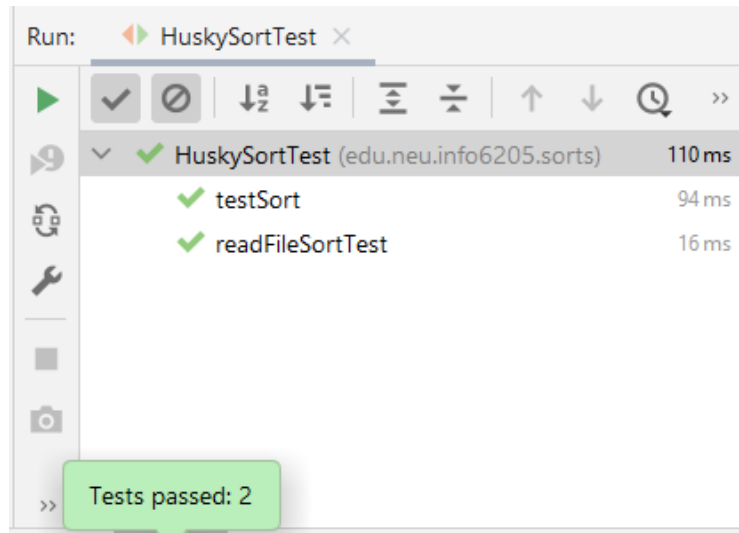 Run: HuskySortTest
HuskySortTest (edu.neu.info6205.sorts) 110 ms
testSort 94 ms
readFileSortTest 16 ms
Tests passed: 2